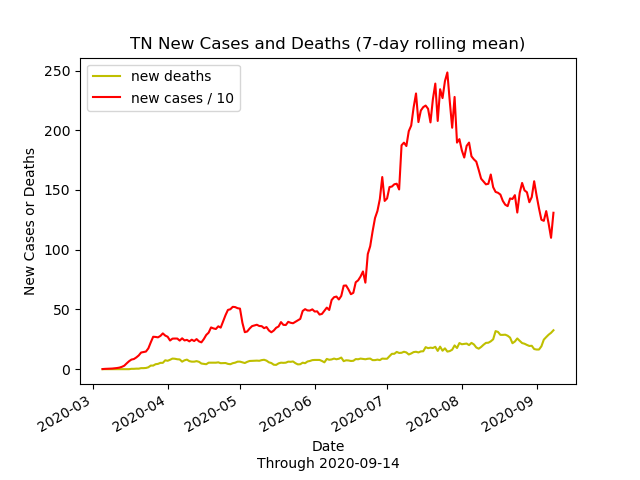 TN New Cases and Deaths (7-day rolling mean)
new deaths
new cases / 10
New Cases or Deaths
250
200
150
100
50
0
2020-03
2020-04
2020-05
2020-06
2020-07
2020-08
2020-09
Date
Through 2020-09-14